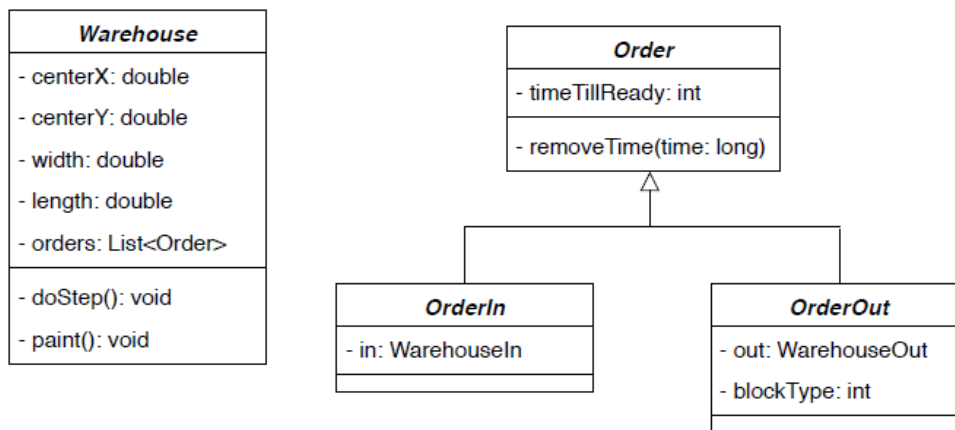 Warehouse
- centerX: double
- centerY: double
- width: double
- length: double
- orders: List<Order>
- doStep(): void
- paint(): void
Order
- timeTillReady: int
- removeTime(time: long)
OrderIn
- in: WarehouseIn
OrderOut
- out: WarehouseOut
- blockType: int